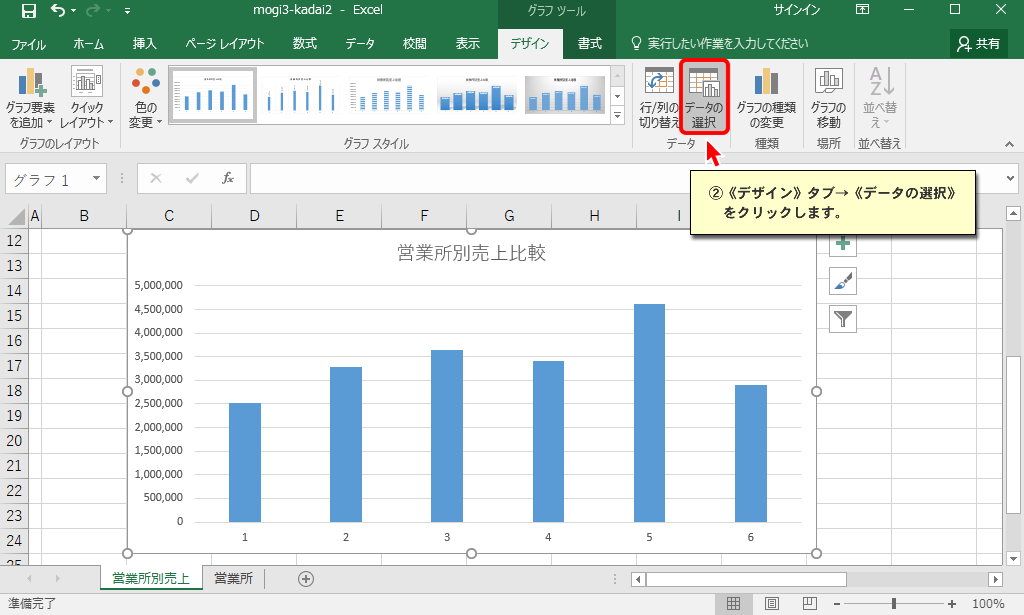 mogi3-kadai2 - Excel
グラフ ツール
サインイン
ファイル ホーム 挿入 ページ レイアウト 数式 データ 校閲 表示 デザイン 書式 実行したい作業を入力してください 共有
グラフ要素を追加
クイックレイアウト
色の変更
行/列の切り替え
データの選択
グラフの種類の変更
グラフの移動
並べ替え
グラフのレイアウト グラフ スタイル データ 種類 場所 並べ替え
グラフ 1
fx
②《デザイン》タブ→《データの選択》
をクリックします。
A B C D E F G H I
12
13
14
15
16
17
18
19
20
21
22
23
24
25
営業所別売上比較
5,000,000
4,500,000
4,000,000
3,500,000
3,000,000
2,500,000
2,000,000
1,500,000
1,000,000
500,000
0
1 2 3 4 5 6
営業所別売上 営業所
準備完了
100%